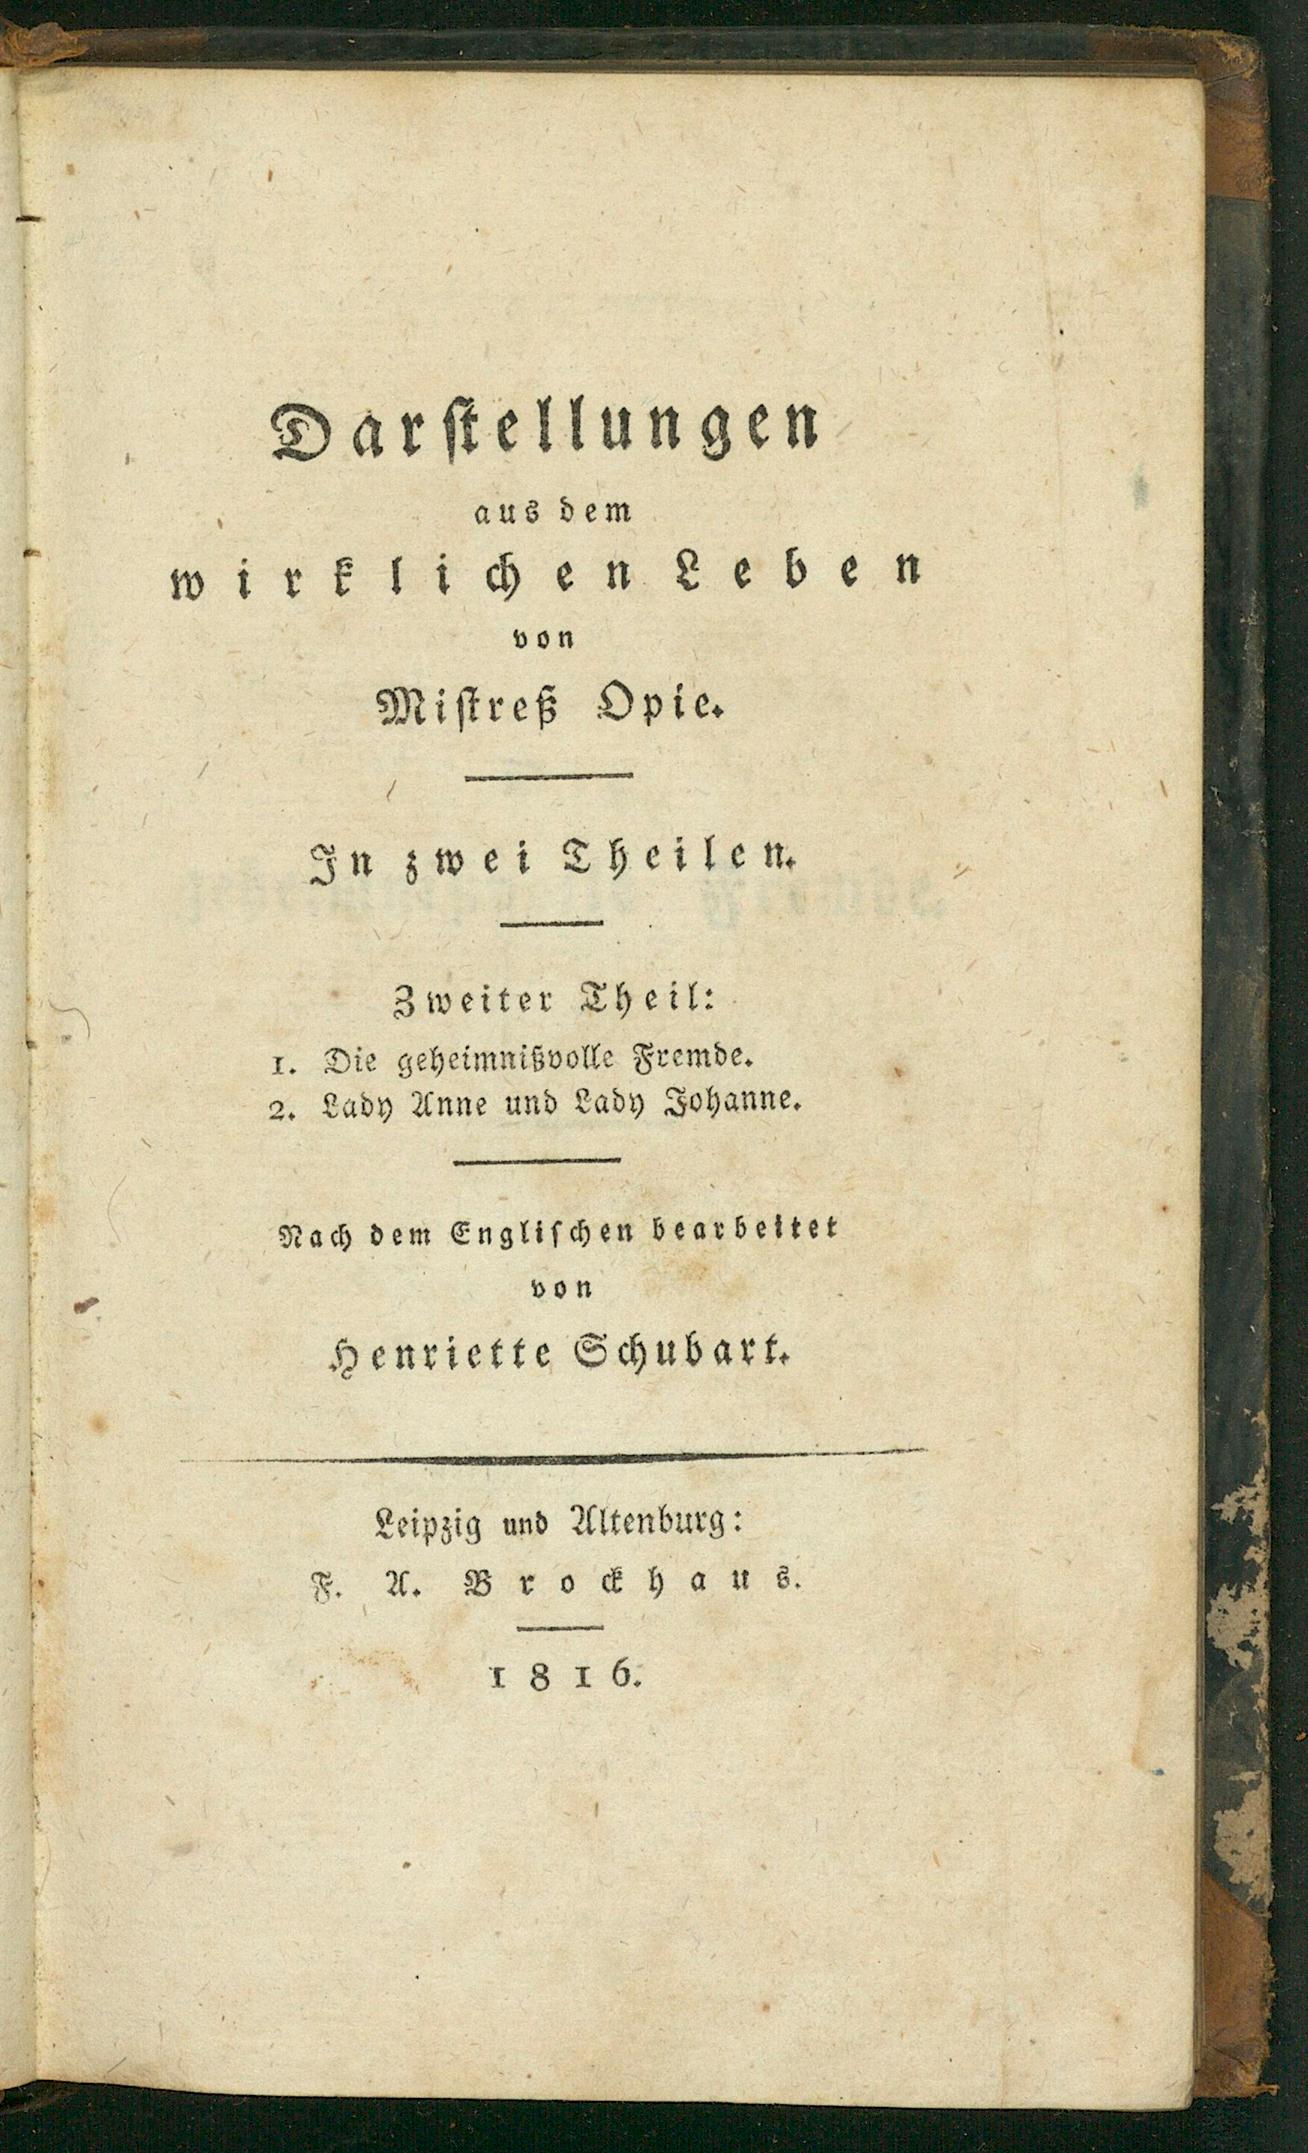 Darſtellungen
aus dem
wirklichen Leben
von
Miſtreß Opie.
In zwei Theilen.
Zweiter Theil:
1. Die geheimnißvolle Fremde.
2. Lady Anne und Lady Johanne.
Nach dem Engliſchen bearbeitet
von
Henriette Schubart.
Leipzig und Altenburg:
F. A. Brockhaus.
1816.